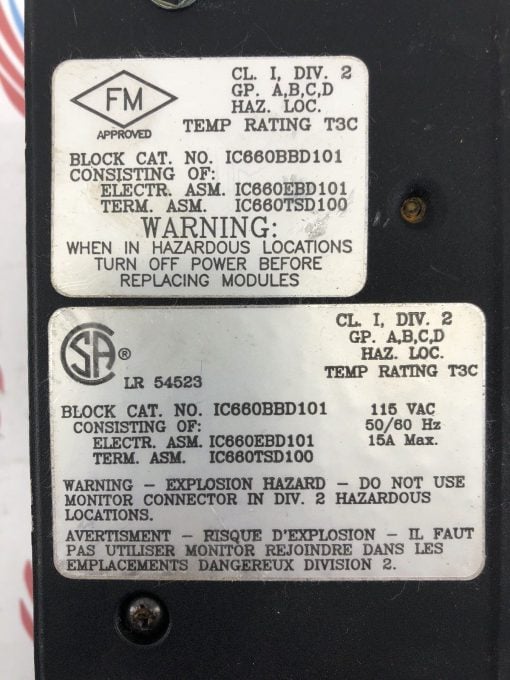 FM
APPROVED
CL. I, DIV. 2
GP. A,B,C,D
HAZ. LOC.
TEMP RATING T3C
BLOCK CAT. NO. IC660BBD101
CONSISTING OF:
ELECTR. ASM. IC660EBD101
TERM. ASM. IC660TSD100
WARNING:
WHEN IN HAZARDOUS LOCATIONS
TURN OFF POWER BEFORE
REPLACING MODULES
CL. I, DIV. 2
GP. A,B,C,D
HAZ. LOC.
TEMP RATING T3C
SA ®
LR 54523
BLOCK CAT. NO. IC660BBD101 115 VAC
CONSISTING OF: 50/60 Hz
ELECTR. ASM. IC660EBD101 15A Max.
TERM. ASM. IC660TSD100
WARNING – EXPLOSION HAZARD – DO NOT USE
MONITOR CONNECTOR IN DIV. 2 HAZARDOUS
LOCATIONS.
AVERTISMENT – RISQUE D'EXPLOSION – IL FAUT
PAS UTILISER MONITOR REJOINDRE DANS LES
EMPLACEMENTS DANGEREUX DIVISION 2.